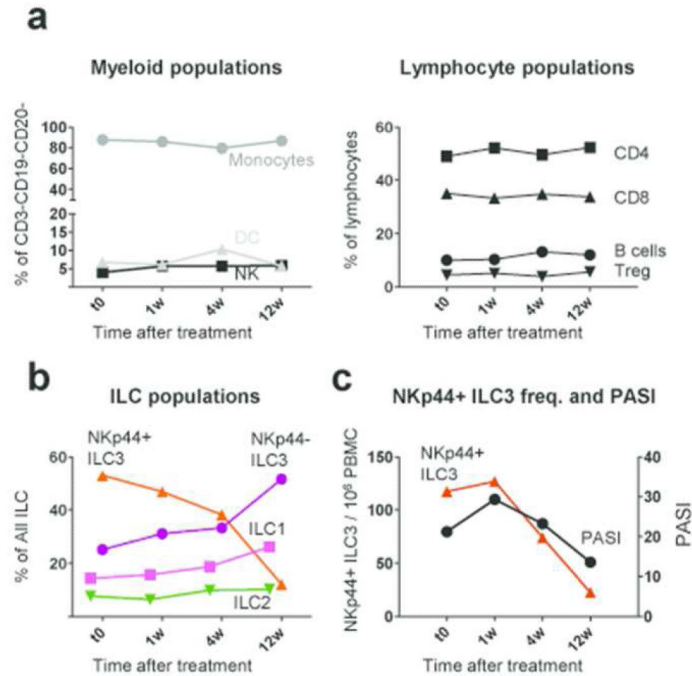 a
Myeloid populations
% of CD3-CD19-CD20-
100
80
60
40
20
15
10
5
Monocytes
DC
NK
t0
1w
4w
12w
Time after treatment
Lymphocyte populations
% of lymphocytes
60
40
20
0
CD4
CD8
B cells
Treg
t0
1w
4w
12w
Time after treatment
b
ILC populations
% of All ILC
60
40
20
NKp44+
ILC3
NKp44-
ILC3
ILC1
ILC2
t0
1w
4w
12w
Time after treatment
c
NKp44+ ILC3 freq. and PASI
NKp44+ ILC3 / 10⁶ PBMC
150
100
50
0
NKp44+
ILC3
PASI
40
30
20
10
0
PASI
t0
1w
4w
12w
Time after treatment